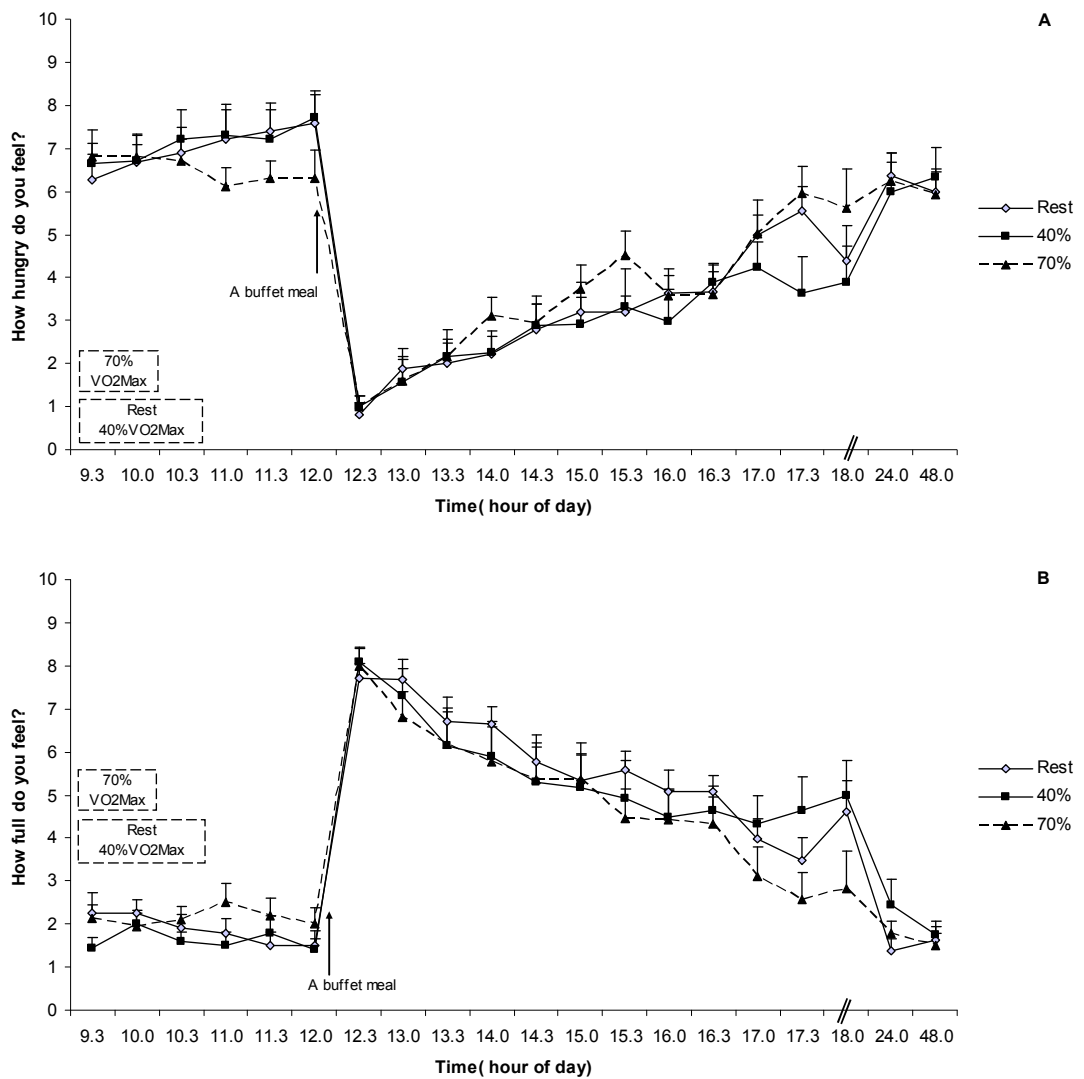 A
10
9
8
7
6
5
4
3
2
1
0
How hungry do you feel?
A buffet meal
70%
VO2Max
Rest
40%VO2Max
Rest
40%
70%
9.3 10.0 10.3 11.0 11.3 12.0 12.3 13.0 13.3 14.0 14.3 15.0 15.3 16.0 16.3 17.0 17.3 18.0 24.0 48.0
Time( hour of day)
B
10
9
8
7
6
5
4
3
2
1
0
How full do you feel?
70%
VO2Max
Rest
40%VO2Max
A buffet meal
Rest
40%
70%
9.3 10.0 10.3 11.0 11.3 12.0 12.3 13.0 13.3 14.0 14.3 15.0 15.3 16.0 16.3 17.0 17.3 18.0 24.0 48.0
Time( hour of day)